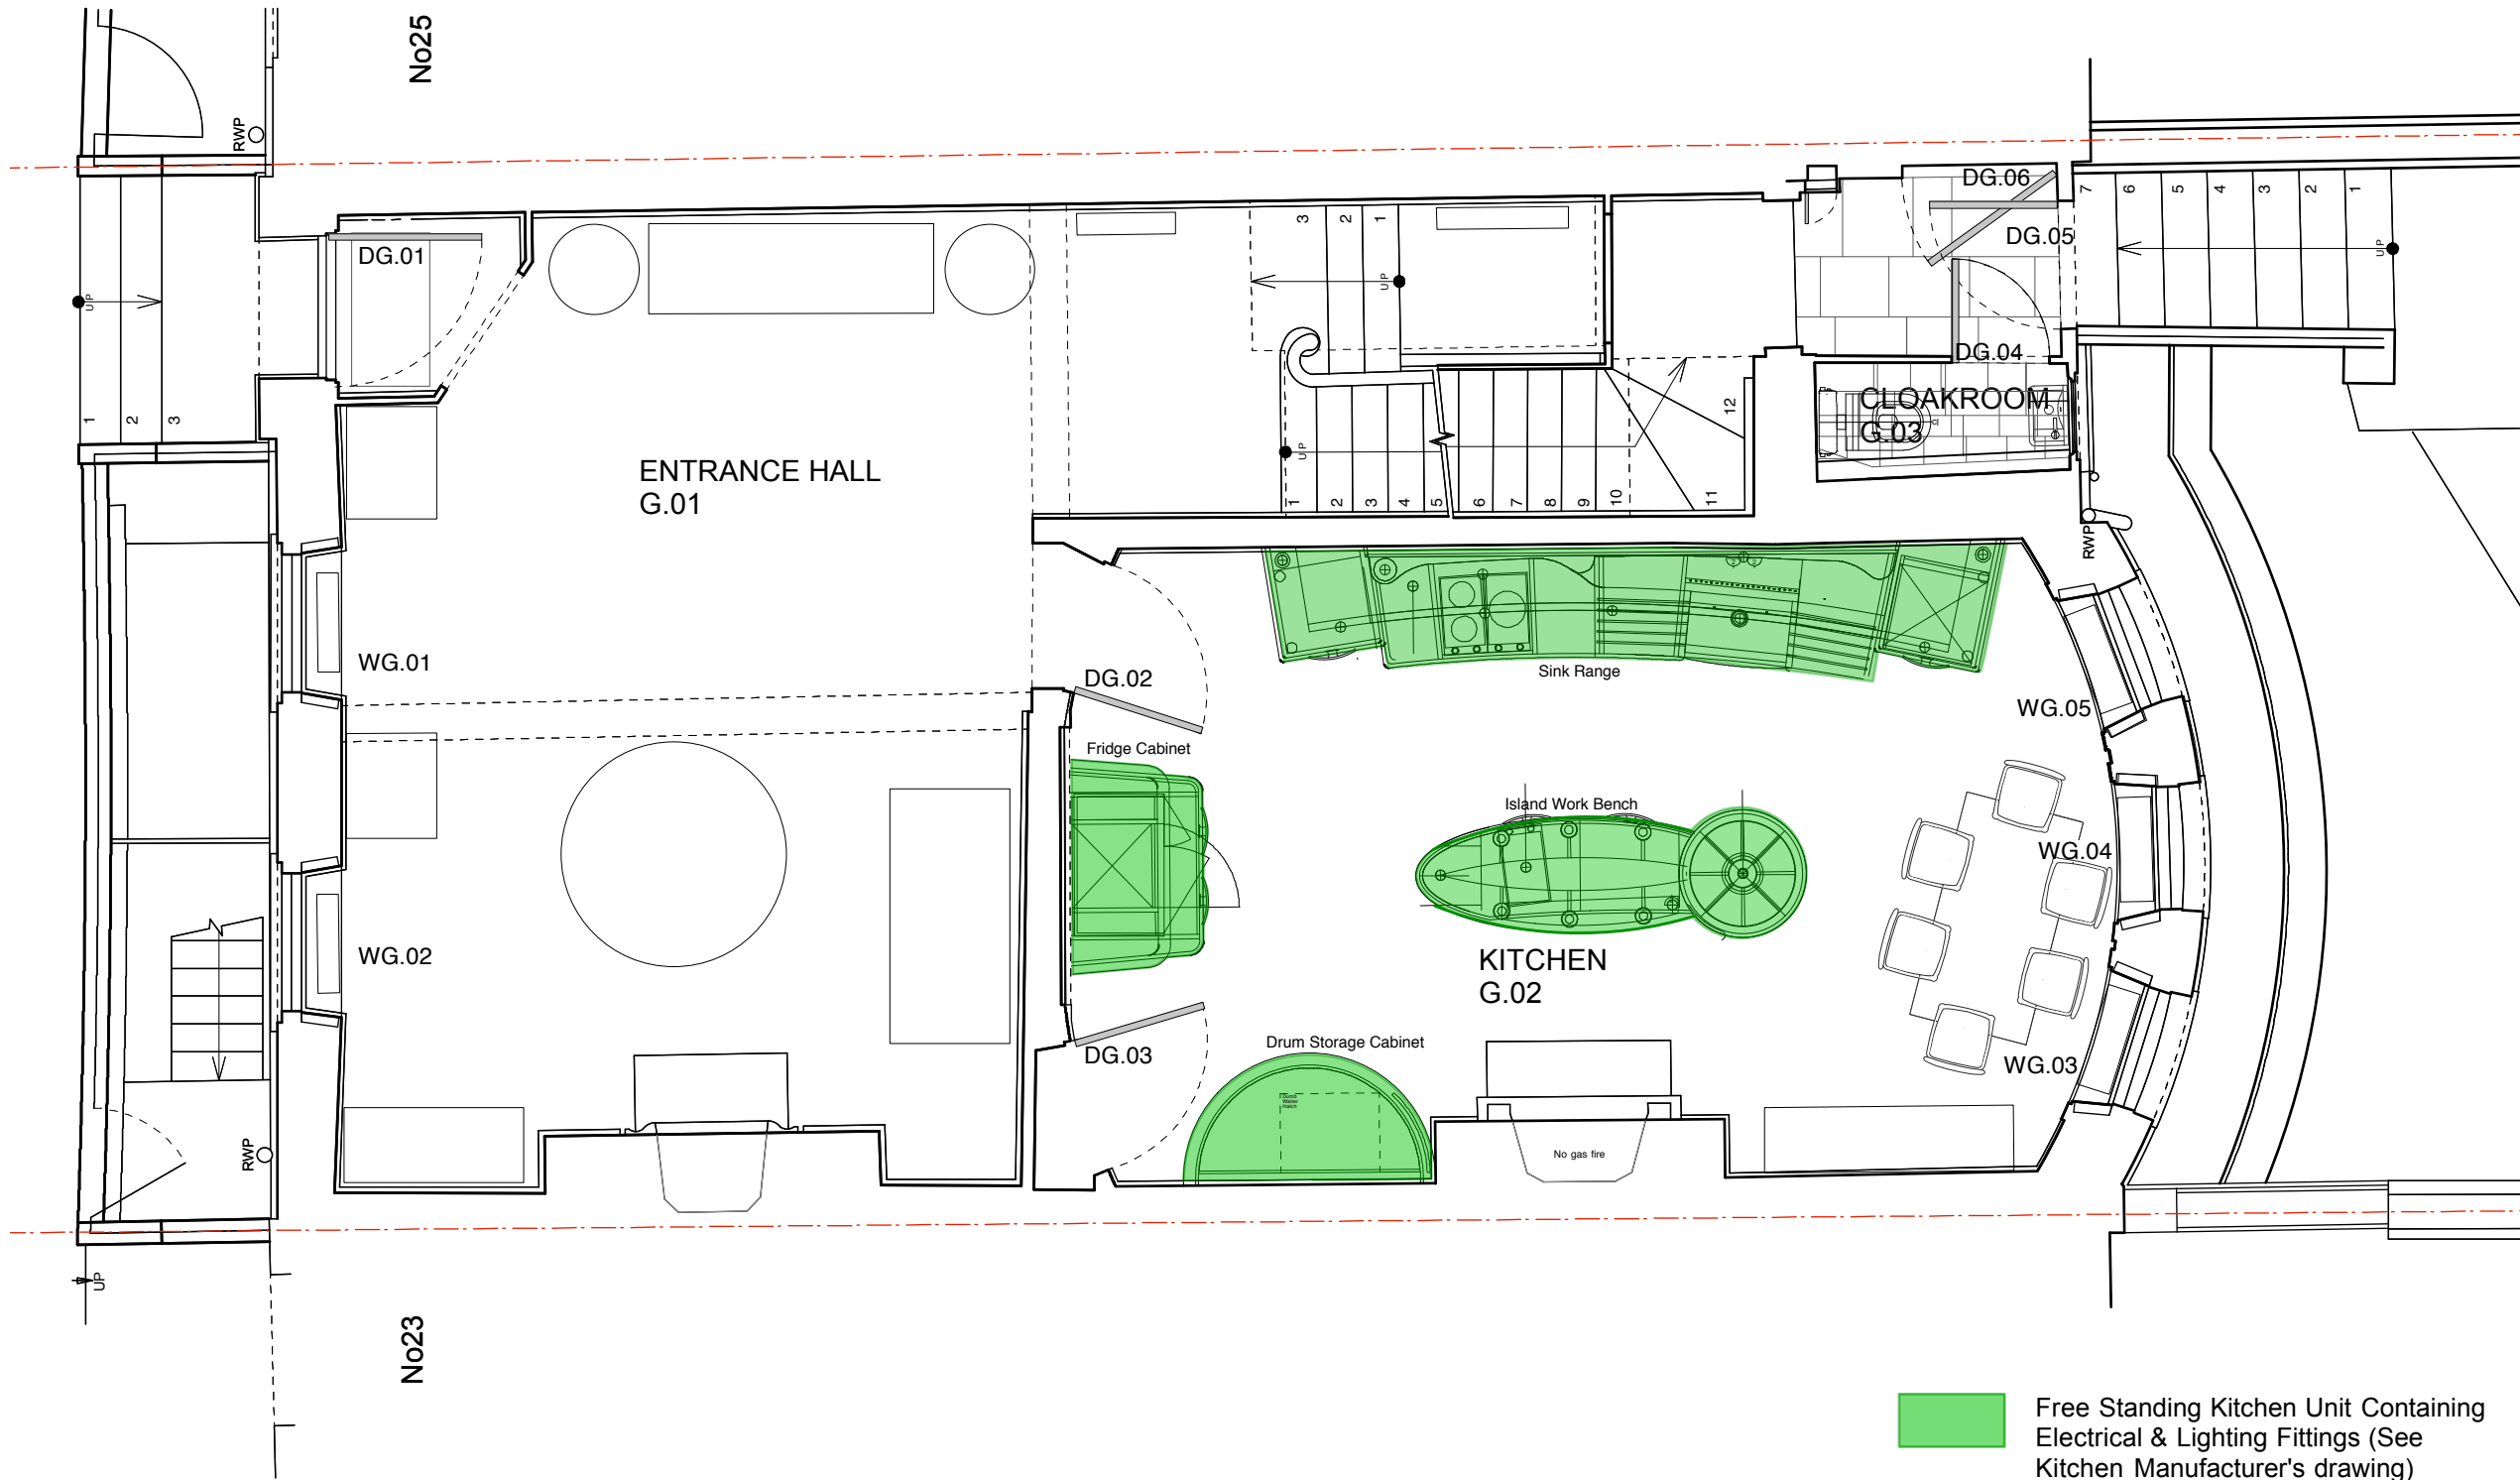 No25
RWP
DG.01
UP
1
2
3
ENTRANCE HALL
G.01
3
2
1
UP
UP
1
2
3
4
5
6
7
8
9
10
11
12
DG.06
DG.05
DG.04
7
6
5
4
3
2
1
UP
CLOAKROOM
G.03
RWP
WG.01
WG.02
DG.02
Sink Range
WG.05
Fridge Cabinet
Island Work Bench
WG.04
KITCHEN
G.02
DG.03
Drum Storage Cabinet
Dumb
Waiter
Hatch
No gas fire
WG.03
RWP
UP
No23
Free Standing Kitchen Unit Containing
Electrical & Lighting Fittings (See
Kitchen Manufacturer's drawing)